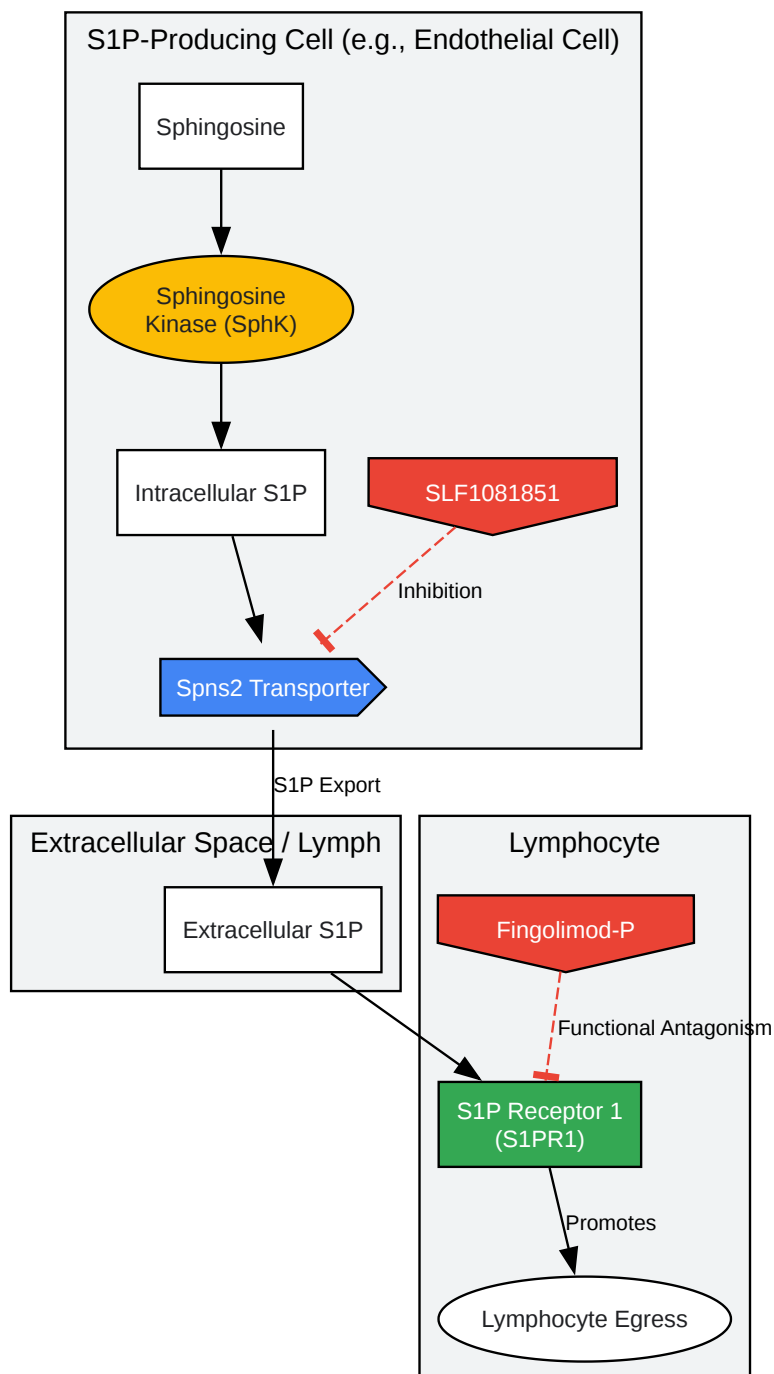 S1P-Producing Cell (e.g., Endothelial Cell)
Sphingosine
Sphingosine
Kinase (SphK)
Intracellular S1P
SLF1081851
Inhibition
Spns2 Transporter
S1P Export
Extracellular Space / Lymph
Extracellular S1P
Lymphocyte
Fingolimod-P
Functional Antagonism
S1P Receptor 1
(S1PR1)
Promotes
Lymphocyte Egress